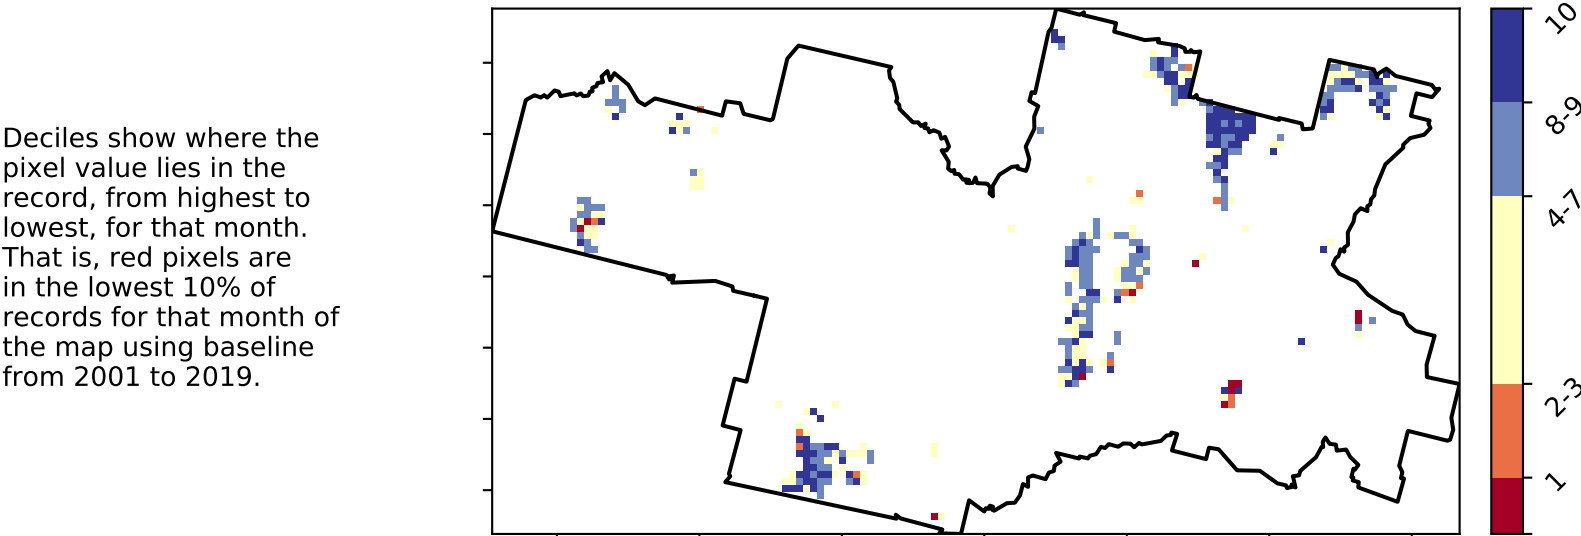 Deciles show where the
pixel value lies in the
record, from highest to
lowest, for that month.
That is, red pixels are
in the lowest 10% of
records for that month of
the map using baseline
from 2001 to 2019.
10
8-9
4-7
2-3
1